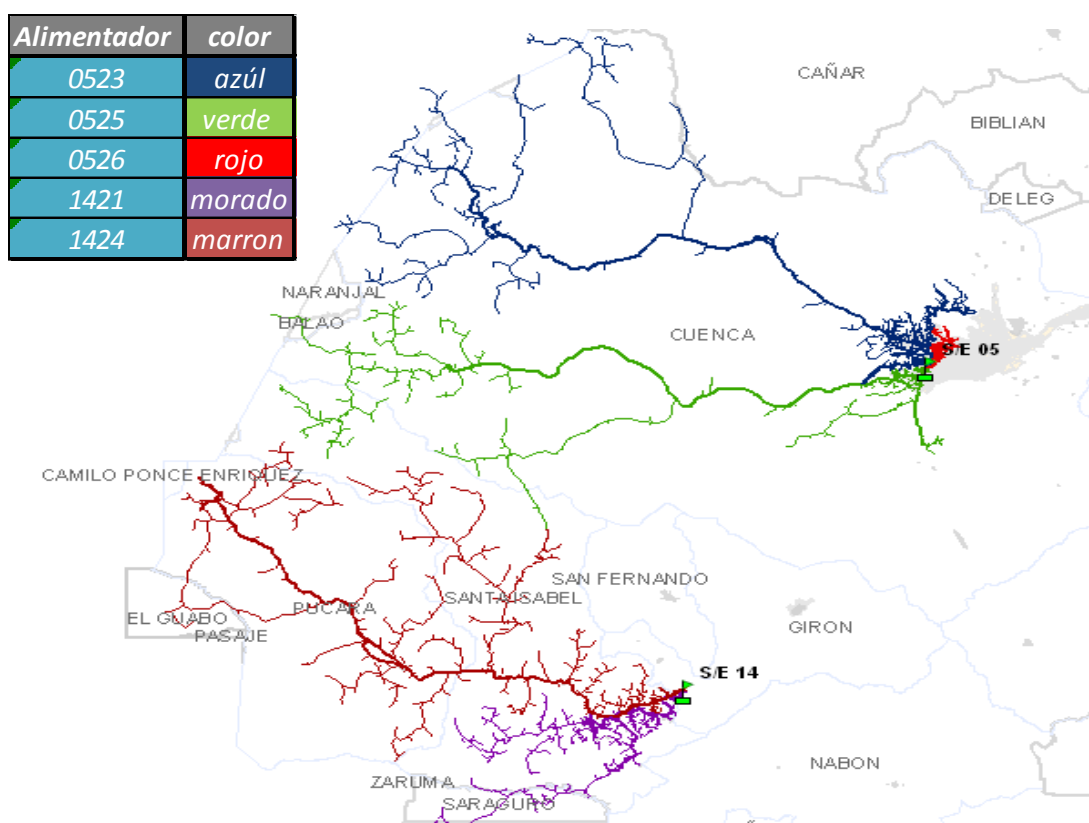 Alimentador color
0523 azúl
0525 verde
0526 rojo
1421 morado
1424 marron
CAÑAR
BIBLIAN
DELEG
NARANJAL
BALAO
CUENCA
S/E 05
CAMILO PONCE ENRIQUEZ
SAN FERNANDO
SANTA ISABEL
PUCARA
EL GUABO
GIRON
PASAJE
S/E 14
NABON
ZARUMA
SARAGURO